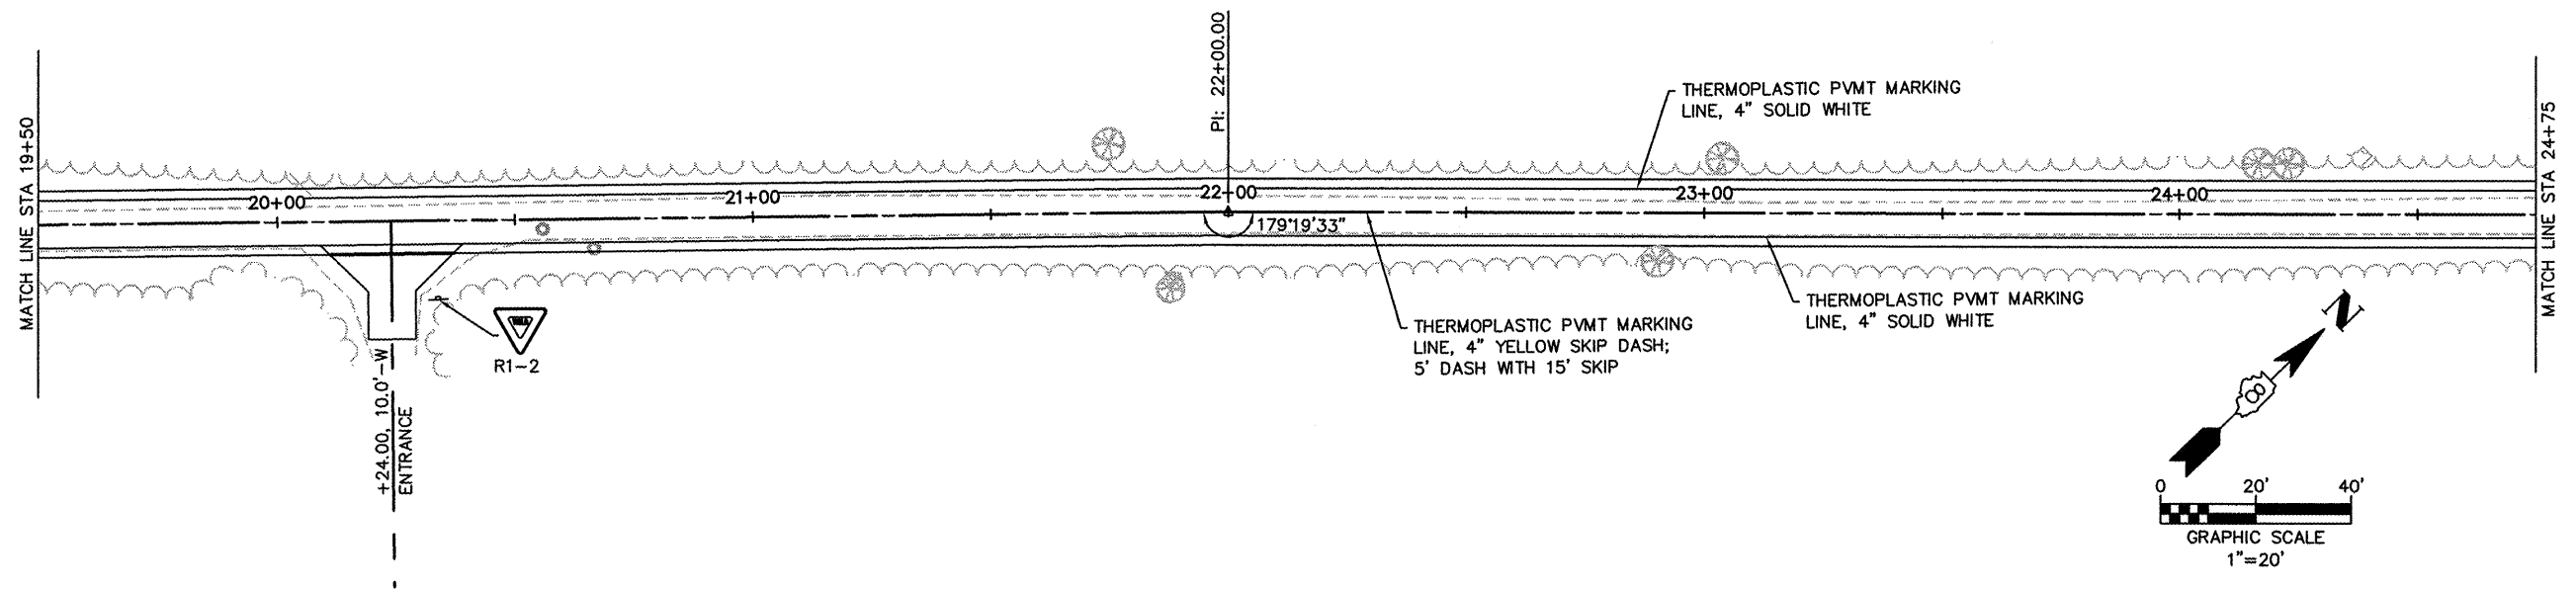 MATCH LINE STA 19+50
PI: 22+00.00
THERMOPLASTIC PVMT MARKING
LINE, 4" SOLID WHITE
20+00
21+00
22+00
23+00
24+00
179°19'33"
MATCH LINE STA 24+75
R1-2
THERMOPLASTIC PVMT MARKING
LINE, 4" YELLOW SKIP DASH;
5' DASH WITH 15' SKIP
THERMOPLASTIC PVMT MARKING
LINE, 4" SOLID WHITE
+24.00, 10.0'-W
ENTRANCE
N
8
0 20' 40'
GRAPHIC SCALE
1"=20'